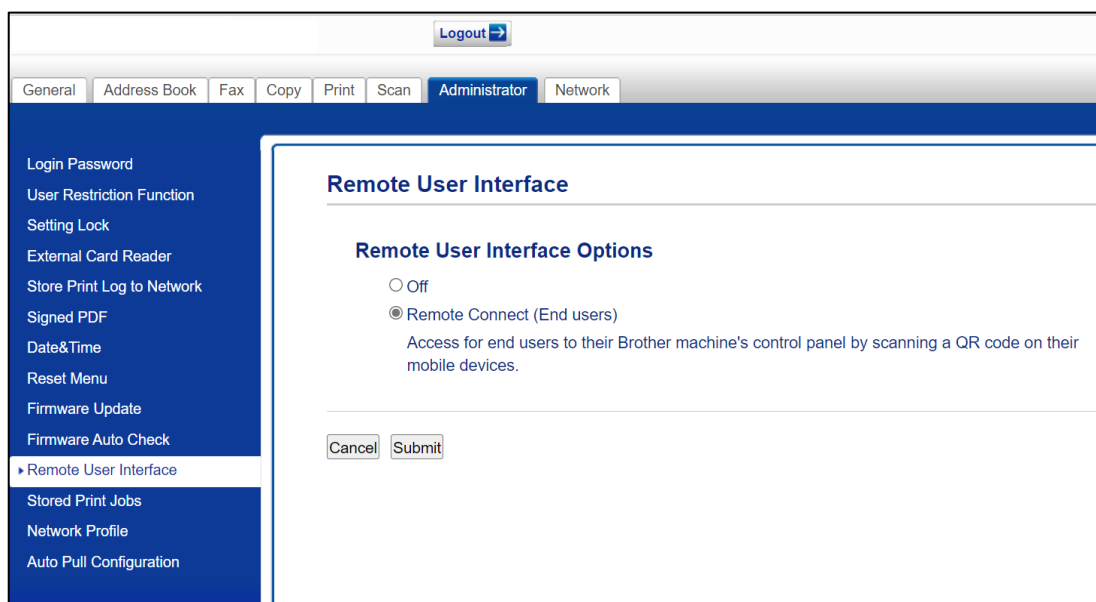 Logout
General Address Book Fax Copy Print Scan Administrator Network
Login Password
User Restriction Function
Setting Lock
External Card Reader
Store Print Log to Network
Signed PDF
Date&Time
Reset Menu
Firmware Update
Firmware Auto Check
Remote User Interface
Stored Print Jobs
Network Profile
Auto Pull Configuration
Remote User Interface
Remote User Interface Options
Off
Remote Connect (End users)
Access for end users to their Brother machine's control panel by scanning a QR code on their
mobile devices.
Cancel Submit